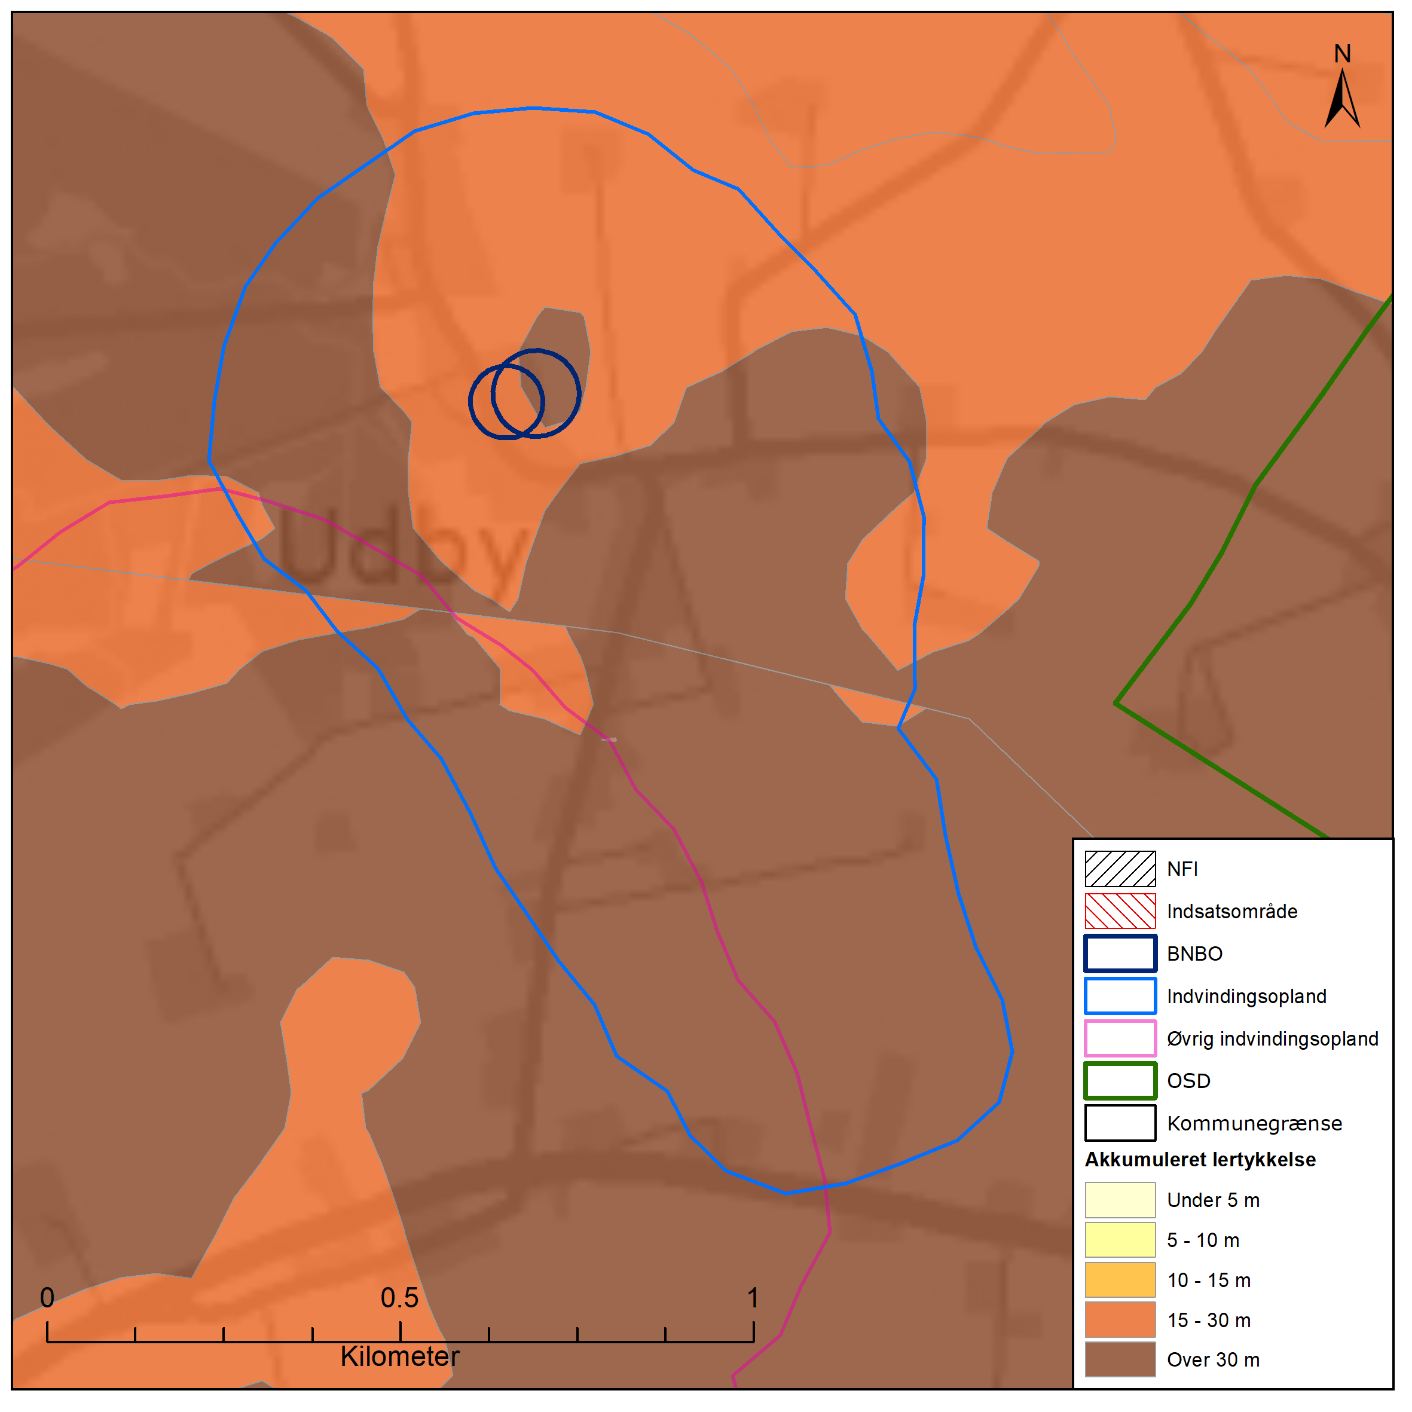 N
Udby
NFI
Indsatsområde
BNBO
Indvindingsopland
Øvrig indvindingsopland
OSD
Kommunegrænse
Akkumuleret lertykkelse
Under 5 m
5 - 10 m
10 - 15 m
15 - 30 m
Over 30 m
0 0.5 1
Kilometer